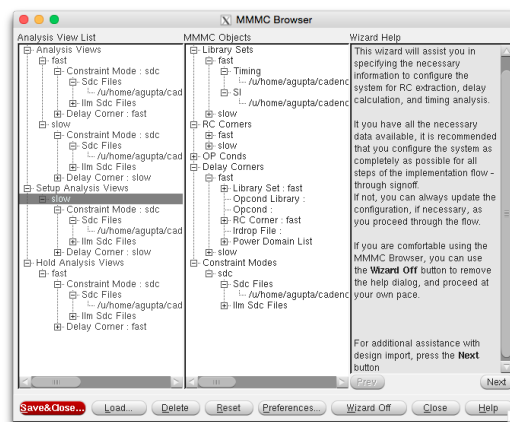 MMMC Browser
Analysis View List
Analysis Views
fast
Constraint Mode : sdc
Sdc Files
/u/home/agupta/cad
Ilm Sdc Files
Delay Corner : fast
slow
Constraint Mode : sdc
Sdc Files
/u/home/agupta/cad
Ilm Sdc Files
Delay Corner : slow
Setup Analysis Views
slow
Constraint Mode : sdc
Sdc Files
/u/home/agupta/cad
Ilm Sdc Files
Delay Corner : slow
Hold Analysis Views
fast
Constraint Mode : sdc
Sdc Files
/u/home/agupta/cad
Ilm Sdc Files
Delay Corner : fast
MMMC Objects
Library Sets
fast
Timing
/u/home/agupta/cadenc
SI
/u/home/agupta/cadenc
slow
RC Corners
fast
slow
OP Conds
Delay Corners
fast
Library Set : fast
Opcond Library :
Opcond :
RC Corner : fast
Irdrop File :
Power Domain List
slow
Constraint Modes
sdc
Sdc Files
/u/home/agupta/cadenc
Ilm Sdc Files
Wizard Help
This wizard will assist you in
specifying the necessary
information to configure the
system for RC extraction, delay
calculation, and timing analysis.
It you have all the necessary
data available, it is recommended
that you configure the system as
completely as possible for all
steps of the implementation flow -
through signoff.
If not, you can always update the
configuration, if necessary, as
you proceed through the flow.
If you are comfortable using the
MMMC Browser, you can use
the Wizard Off button to remove
the help dialog, and proceed at
your own pace.
For additional assistance with
design import, press the Next
button
Prev
Next
Save&Close...
Load...
Delete
Reset
Preferences...
Wizard Off
Close
Help